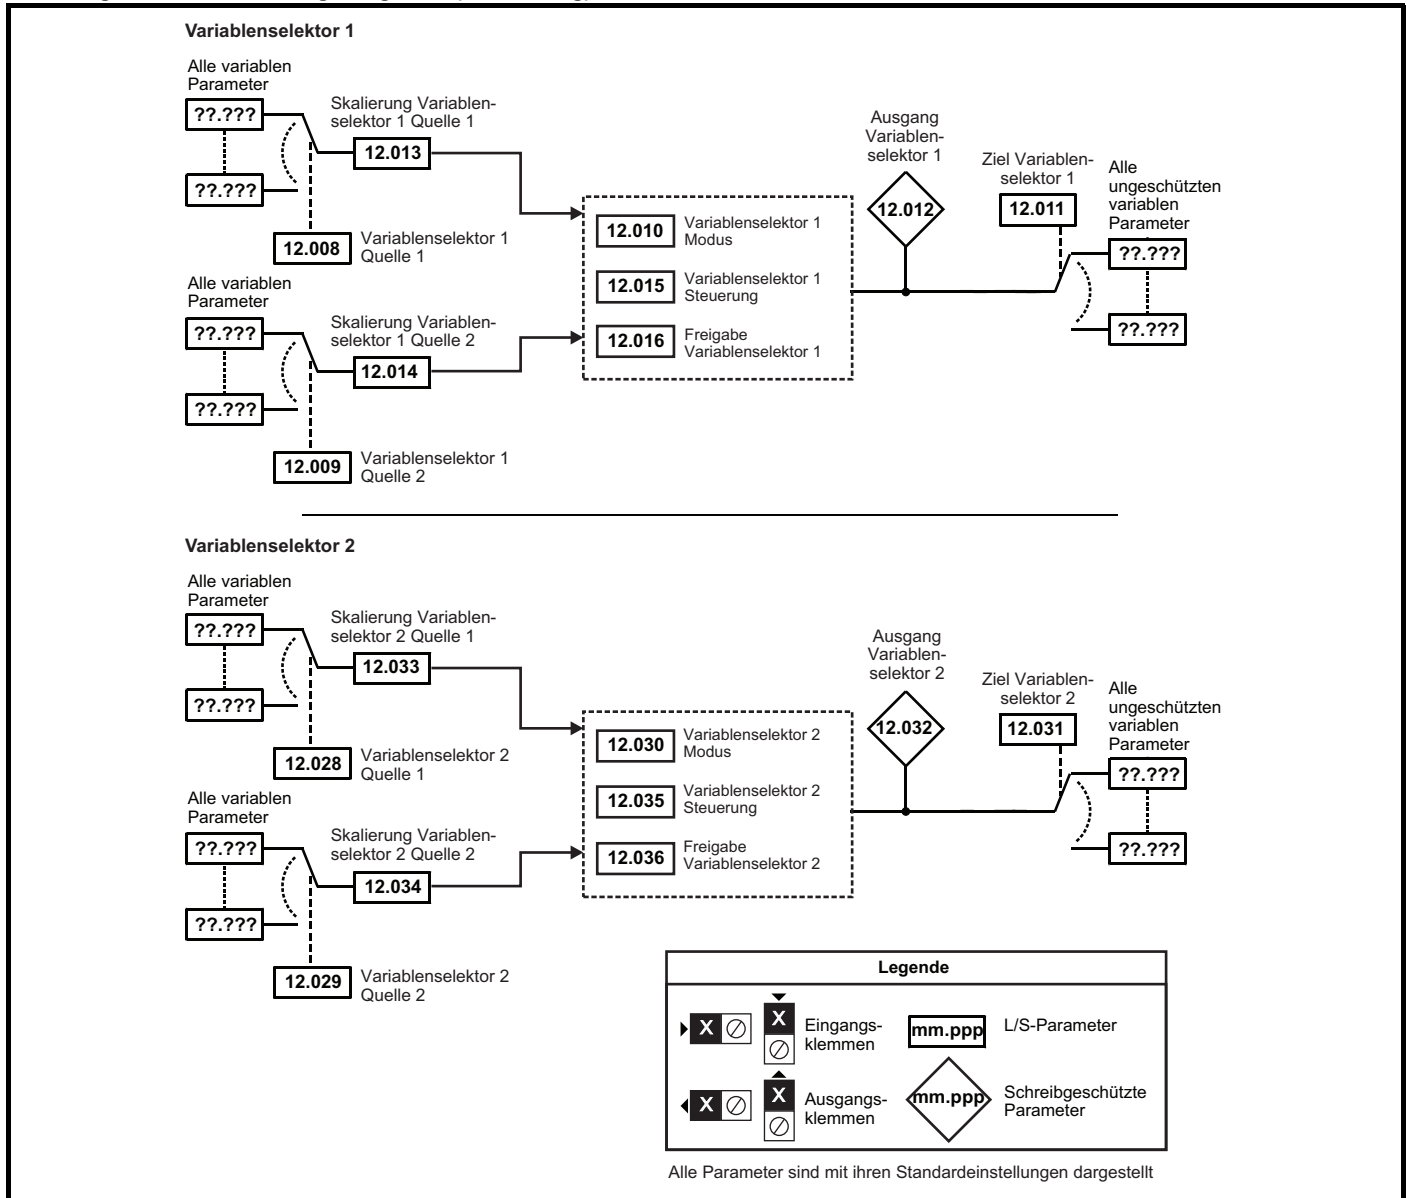 Variablenselektor 1
Alle variablen
Parameter
??.???
??.???
Skalierung Variablen-
selektor 1 Quelle 1
12.013
12.008
Variablenselektor 1
Quelle 1
Alle variablen
Parameter
??.???
??.???
Skalierung Variablen-
selektor 1 Quelle 2
12.014
12.009
Variablenselektor 1
Quelle 2
12.010
Variablenselektor 1
Modus
12.015
Variablenselektor 1
Steuerung
12.016
Freigabe
Variablenselektor 1
Ausgang
Variablen-
selektor 1
12.012
Ziel Variablen-
selektor 1
12.011
Alle
ungeschützten
variablen
Parameter
??.???
??.???
Variablenselektor 2
Alle variablen
Parameter
??.???
??.???
Skalierung Variablen-
selektor 2 Quelle 1
12.033
12.028
Variablenselektor 2
Quelle 1
Alle variablen
Parameter
??.???
??.???
Skalierung Variablen-
selektor 2 Quelle 2
12.034
12.029
Variablenselektor 2
Quelle 2
12.030
Variablenselektor 2
Modus
12.035
Variablenselektor 2
Steuerung
12.036
Freigabe
Variablenselektor 2
Ausgang
Variablen-
selektor 2
12.032
Ziel Variablen-
selektor 2
12.031
Alle
ungeschützten
variablen
Parameter
??.???
??.???
Legende
X
X
Eingangs-
klemmen
mm.ppp
L/S-Parameter
X
X
Ausgangs-
klemmen
mm.ppp
Schreibgeschützte
Parameter
Alle Parameter sind mit ihren Standardeinstellungen dargestellt